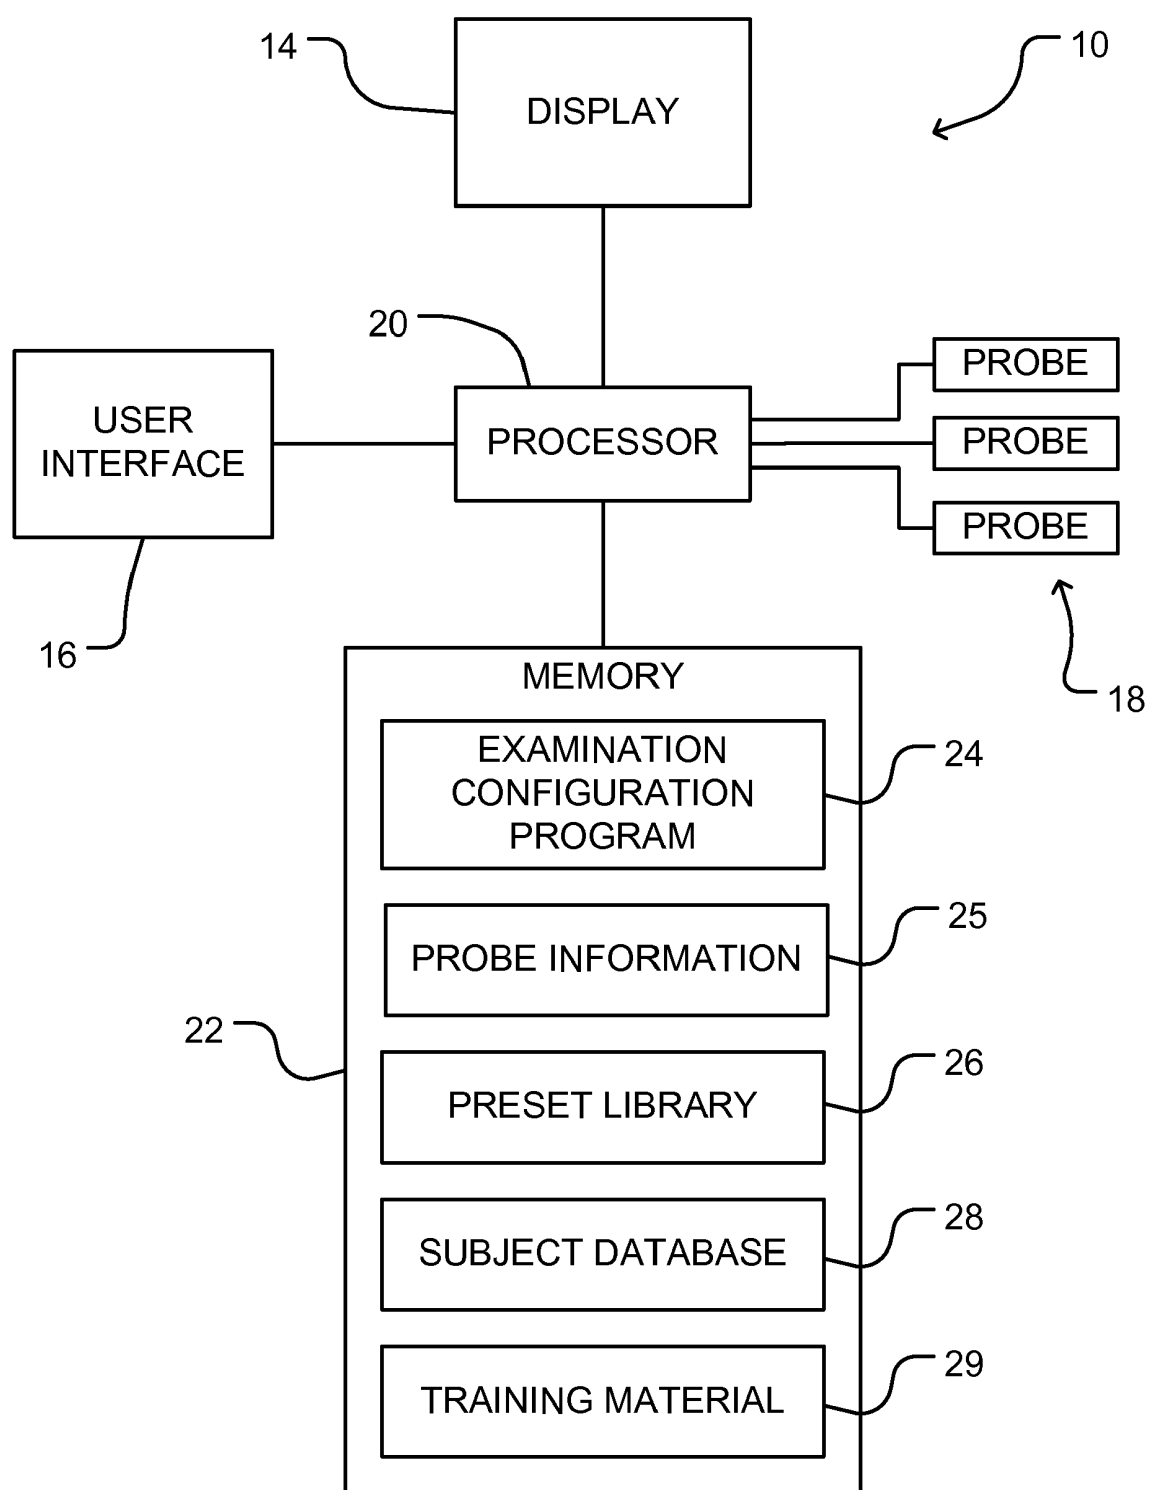 14
DISPLAY
10
20
USER
INTERFACE
PROCESSOR
PROBE
PROBE
PROBE
16
18
MEMORY
EXAMINATION
CONFIGURATION
PROGRAM
24
PROBE INFORMATION
25
22
PRESET LIBRARY
26
SUBJECT DATABASE
28
TRAINING MATERIAL
29